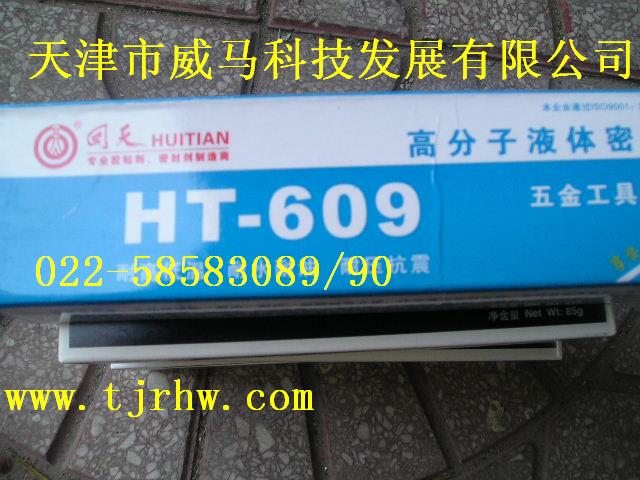 天津市威马科技发展有限公司
本企业通过ISO9001:
回天 HUITIAN
专业胶粘剂、密封剂制造商
高分子液体密
HT-609
五金工具
022-58583089/90
抗震
净含量 Net Wt: 85g
www.tjrhw.com